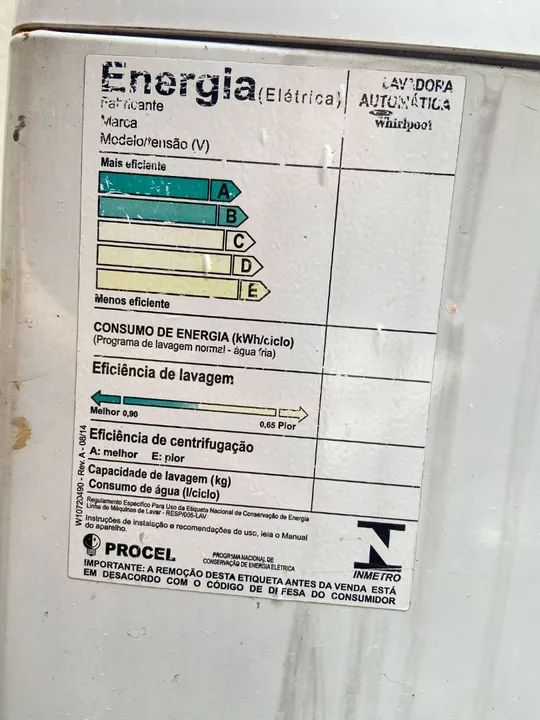 Energia (Elétrica)
LAVADORA
AUTOMÁTICA
Whirlpool
Fabricante
Marca
Modelo/tensão (V)
Mais eficiente
A
B
C
D
E
Menos eficiente
CONSUMO DE ENERGIA (kWh/ciclo)
(Programa de lavagem normal - água fria)
Eficiência de lavagem
Melhor 0,90
0,65 Pior
Eficiência de centrifugação
A: melhor E: pior
Capacidade de lavagem (kg)
Consumo de água (l/ciclo)
W10720490 - Rev. A - 08/14
Regulamento Específico Para Uso da Etiqueta Nacional de Conservação de Energia
Linha de Máquinas de Lavar - RESP/005-LAV
Instruções de instalação e recomendações de uso, leia o Manual
do aparelho.
PROCEL
PROGRAMA NACIONAL DE
CONSERVAÇÃO DE ENERGIA ELÉTRICA
INMETRO
IMPORTANTE: A REMOÇÃO DESTA ETIQUETA ANTES DA VENDA ESTÁ
EM DESACORDO COM O CÓDIGO DE DEFESA DO CONSUMIDOR